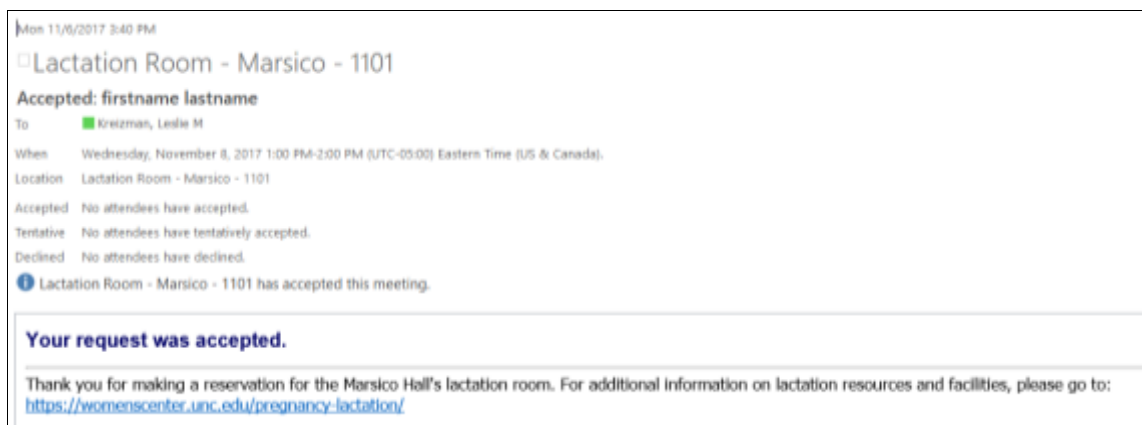 Mon 11/6/2017 3:40 PM
Lactation Room - Marsico - 1101
Accepted: firstname lastname
To Kreizman, Leslie M
When Wednesday, November 8, 2017 1:00 PM-2:00 PM (UTC-05:00) Eastern Time (US & Canada).
Location Lactation Room - Marsico - 1101
Accepted No attendees have accepted.
Tentative No attendees have tentatively accepted.
Declined No attendees have declined.
Lactation Room - Marsico - 1101 has accepted this meeting.
Your request was accepted.
Thank you for making a reservation for the Marsico Hall's lactation room. For additional information on lactation resources and facilities, please go to:
https://womenscenter.unc.edu/pregnancy-lactation/